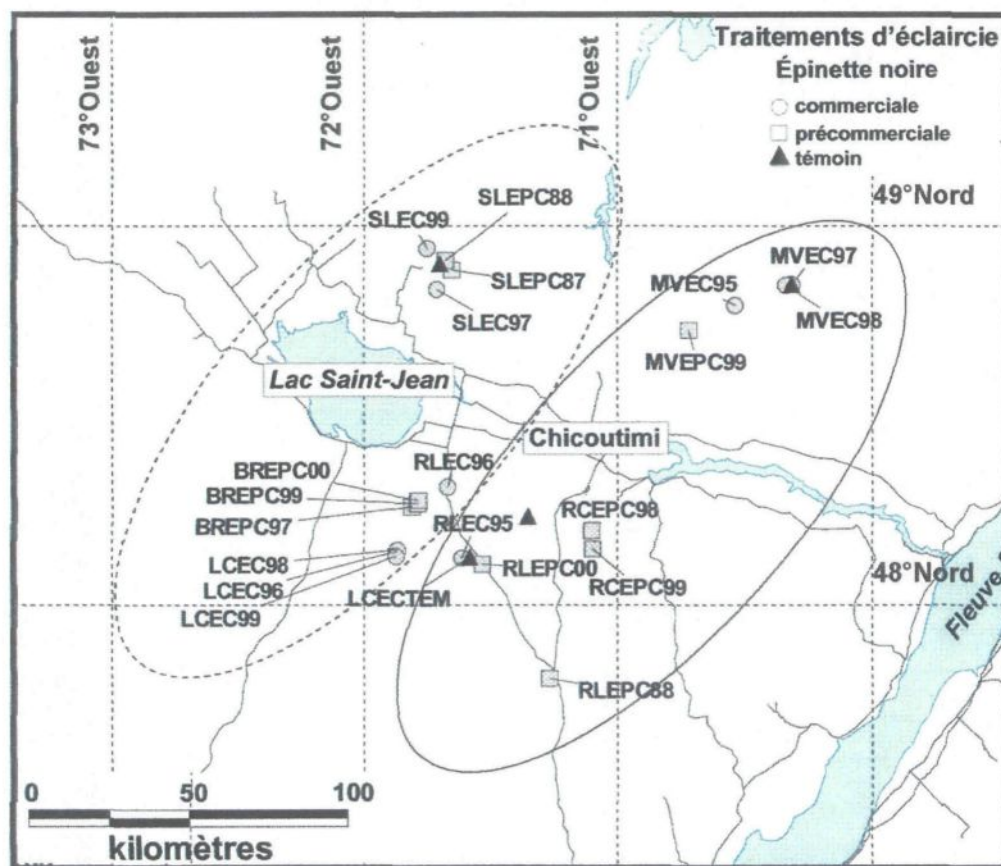 Traitements d'éclaircie
Épinette noire
commerciale
précommerciale
témoin
73°Ouest
72°Ouest
71°Ouest
49°Nord
SLEPC88
SLEC99
SLEPC87
SLEC97
MVEC97
MVEC95
MVEC98
MVEPC99
Lac Saint-Jean
Chicoutimi
BREPC00
RLEC96
BREPC99
BREPC97
RLEC95
RCEPC98
LCEC98
RLEPC00
RCEPC99
48°Nord
LCEC96
LCECTEM
LCEC99
Fleuve
RLEPC88
0 50 100
kilomètres